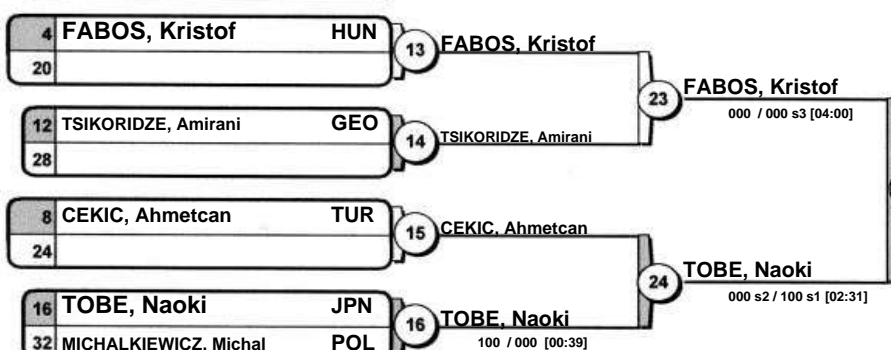 4 FABOS, Kristof HUN
20
13 FABOS, Kristof
12 TSIKORIDZE, Amirani GEO
28
14 TSIKORIDZE, Amirani
23 FABOS, Kristof
000 / 000 s3 [04:00]
8 CEKIC, Ahmetcan TUR
24
15 CEKIC, Ahmetcan
16 TOBE, Naoki JPN
32 MICHALKIEWICZ, Michal POL
16 TOBE, Naoki
100 / 000 [00:39]
24 TOBE, Naoki
000 s2 / 100 s1 [02:31]